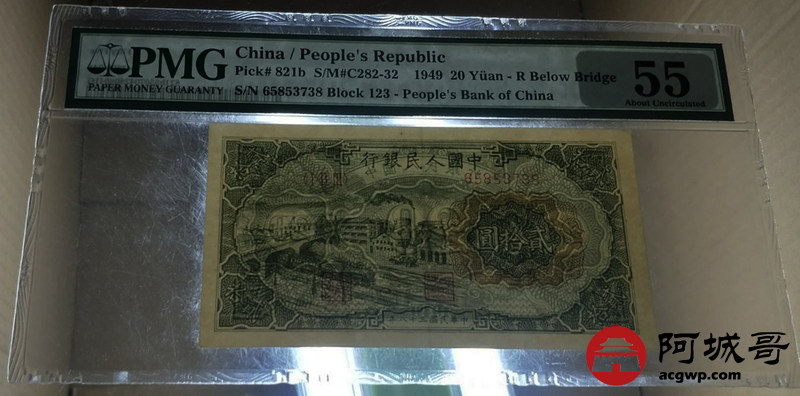 PMG
PAPER MONEY GUARANTY
China / People's Republic
Pick# 821b S/M#C282-32 1949 20 Yüan - R Below Bridge
S/N 65853738 Block 123 - People's Bank of China
55
About Uncirculated
行銀民人國中
65853738
圓拾貳
阿城哥
acgwp.com